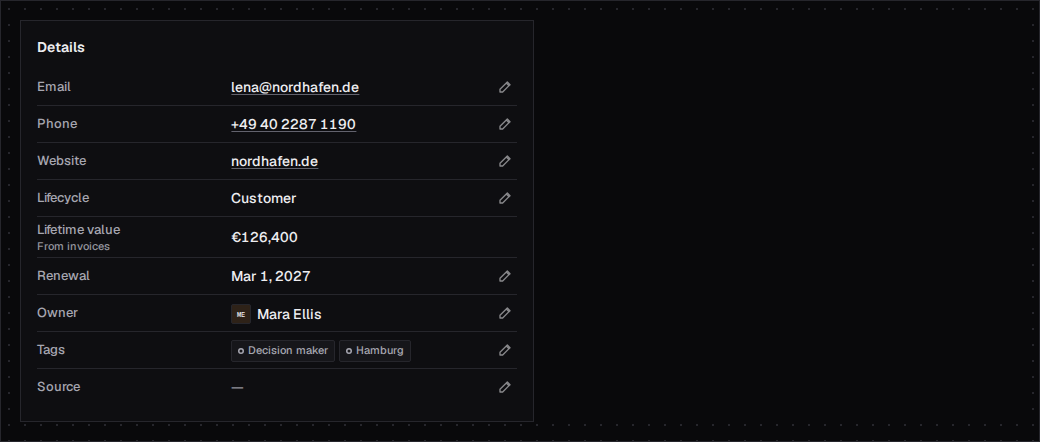 Details
Email lena@nordhafen.de
Phone +49 40 2287 1190
Website nordhafen.de
Lifecycle Customer
Lifetime value €126,400
From invoices
Renewal Mar 1, 2027
Owner ME Mara Ellis
Tags Decision maker Hamburg
Source —